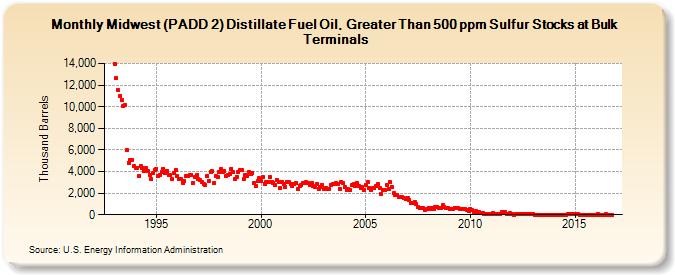 Monthly Midwest (PADD 2) Distillate Fuel Oil, Greater Than 500 ppm Sulfur Stocks at Bulk
Terminals
Thousand Barrels
14,000
12,000
10,000
8,000
6,000
4,000
2,000
0
1995 2000 2005 2010 2015
Source: U.S. Energy Information Administration